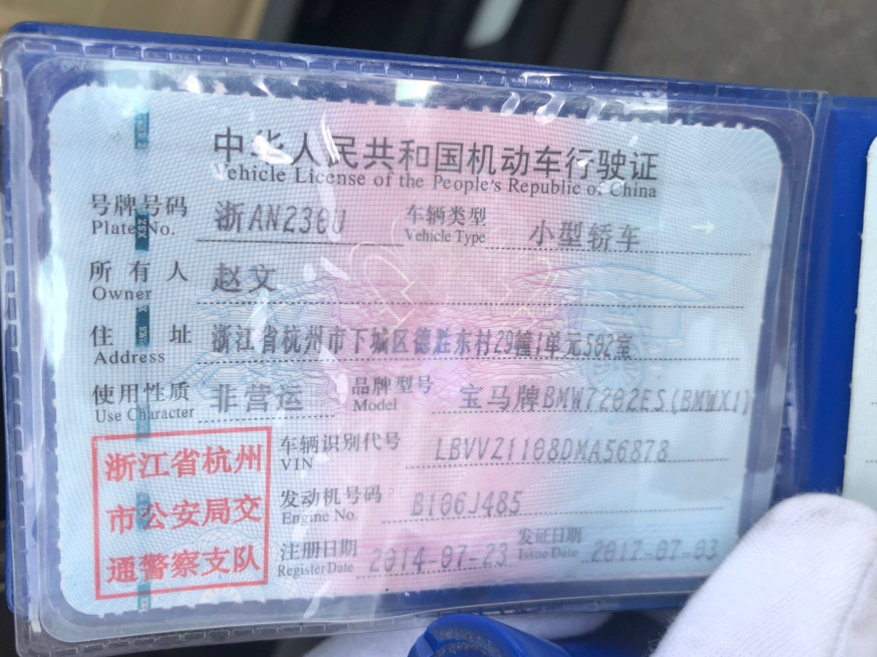 中华人民共和国机动车行驶证
Vehicle License of the People's Republic of China
号牌号码 浙AN230U 车辆类型 小型轿车
Plate No. Vehicle Type
所有人 赵文
Owner
住址 浙江省杭州市下城区德胜东村29幢1单元502室
Address
使用性质 非营运 品牌型号 宝马牌BMW7202ES(BMWX1)
Use Character Model
浙江省杭州
市公安局交
通警察支队
车辆识别代号 LBVVZ1108DMA56878
VIN
发动机号码 B106J485
Engine No.
注册日期 2014-07-23 发证日期 2017-07-03
Register Date Issue Date